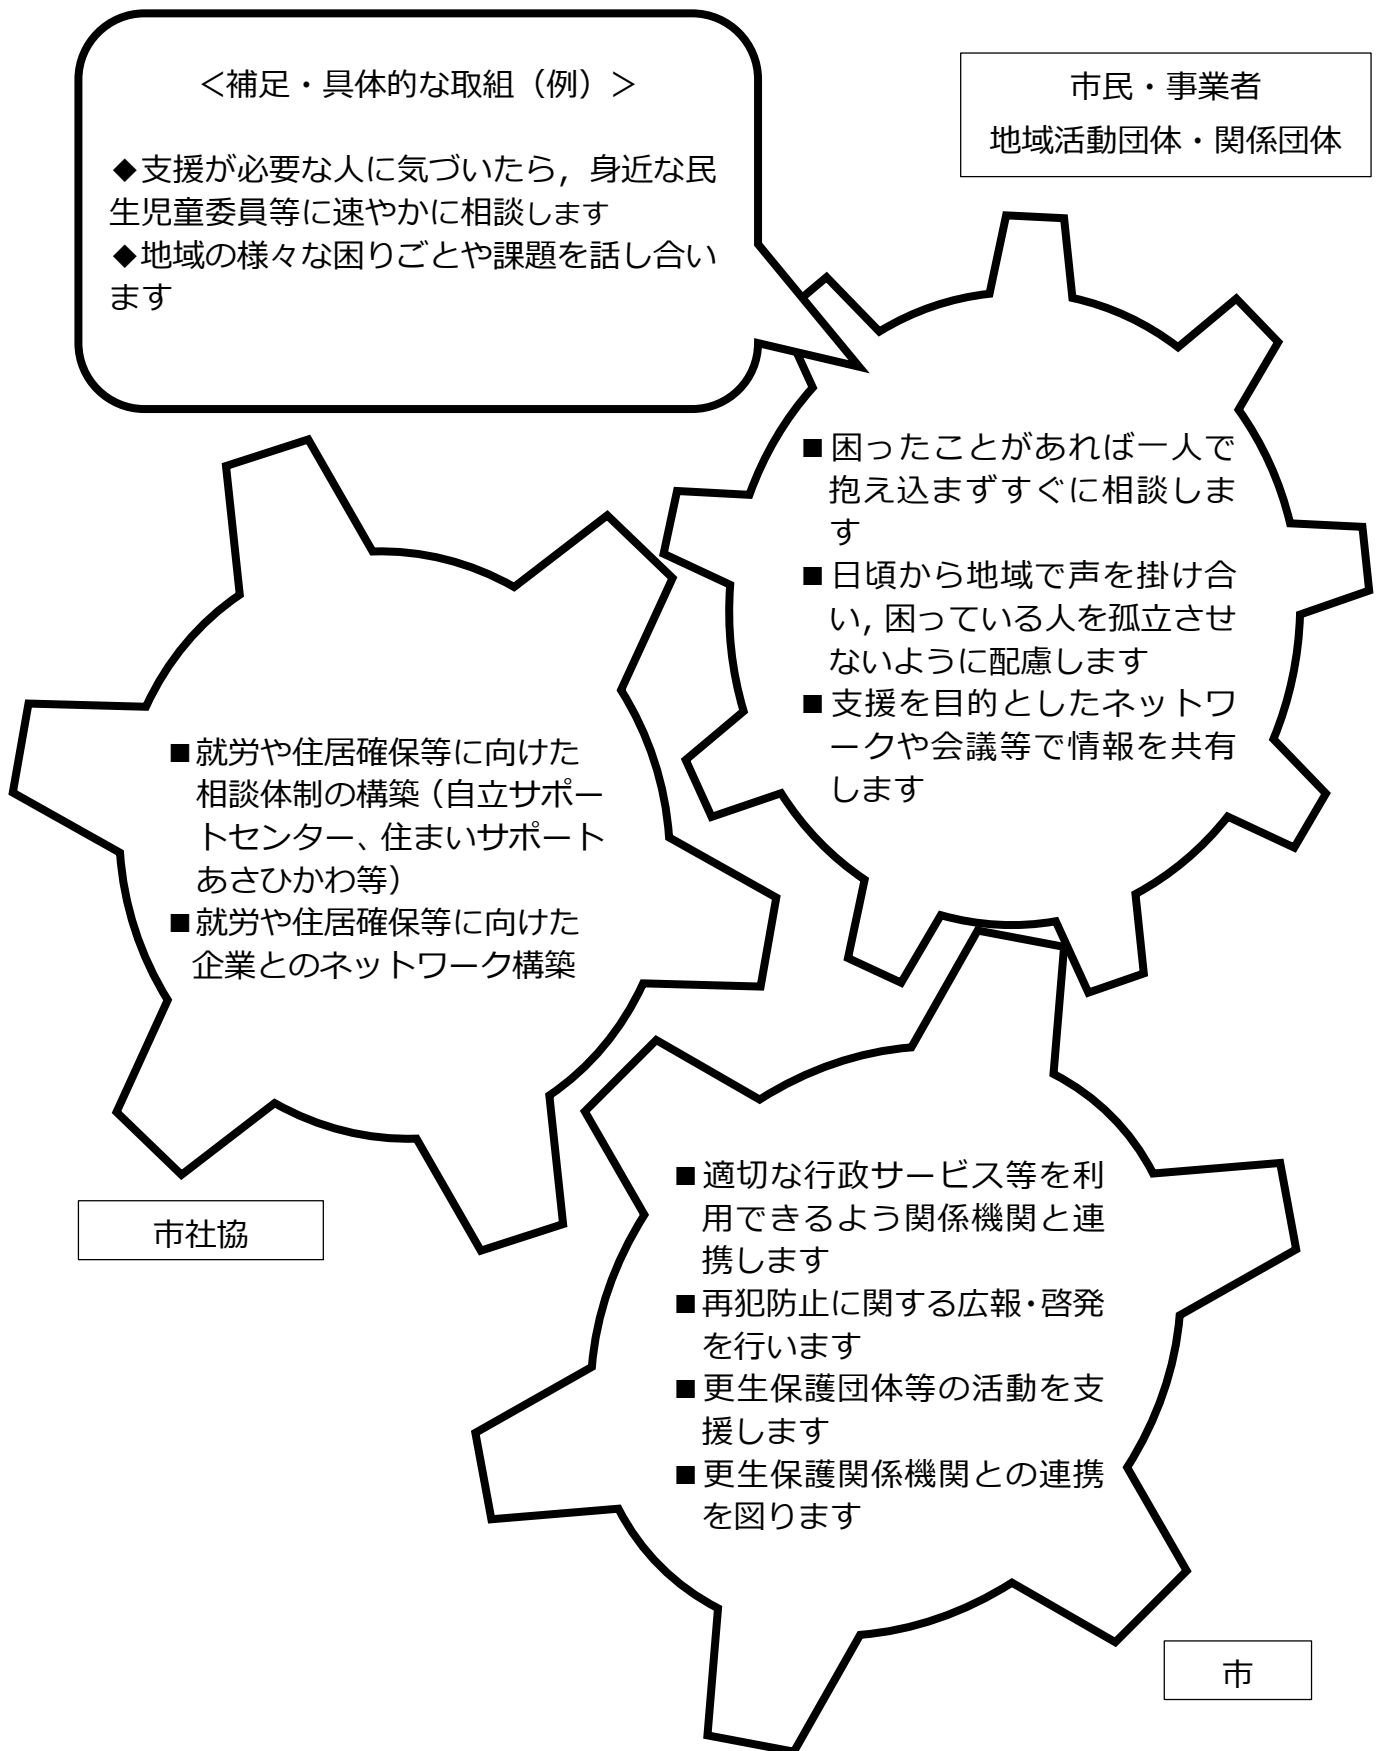 ＜補足・具体的な取組（例）＞
◆支援が必要な人に気づいたら，身近な民
生児童委員等に速やかに相談します
◆地域の様々な困りごとや課題を話し合い
ます
市民・事業者
地域活動団体・関係団体
■困ったことがあれば一人で
抱え込まずすぐに相談しま
す
■日頃から地域で声を掛け合
い，困っている人を孤立させ
ないように配慮します
■支援を目的としたネットワ
ークや会議等で情報を共有
します
■就労や住居確保等に向けた
相談体制の構築（自立サポー
トセンター、住まいサポート
あさひかわ等）
■就労や住居確保等に向けた
企業とのネットワーク構築
市社協
■適切な行政サービス等を利
用できるよう関係機関と連
携します
■再犯防止に関する広報・啓発
を行います
■更生保護団体等の活動を支
援します
■更生保護関係機関との連携
を図ります
市